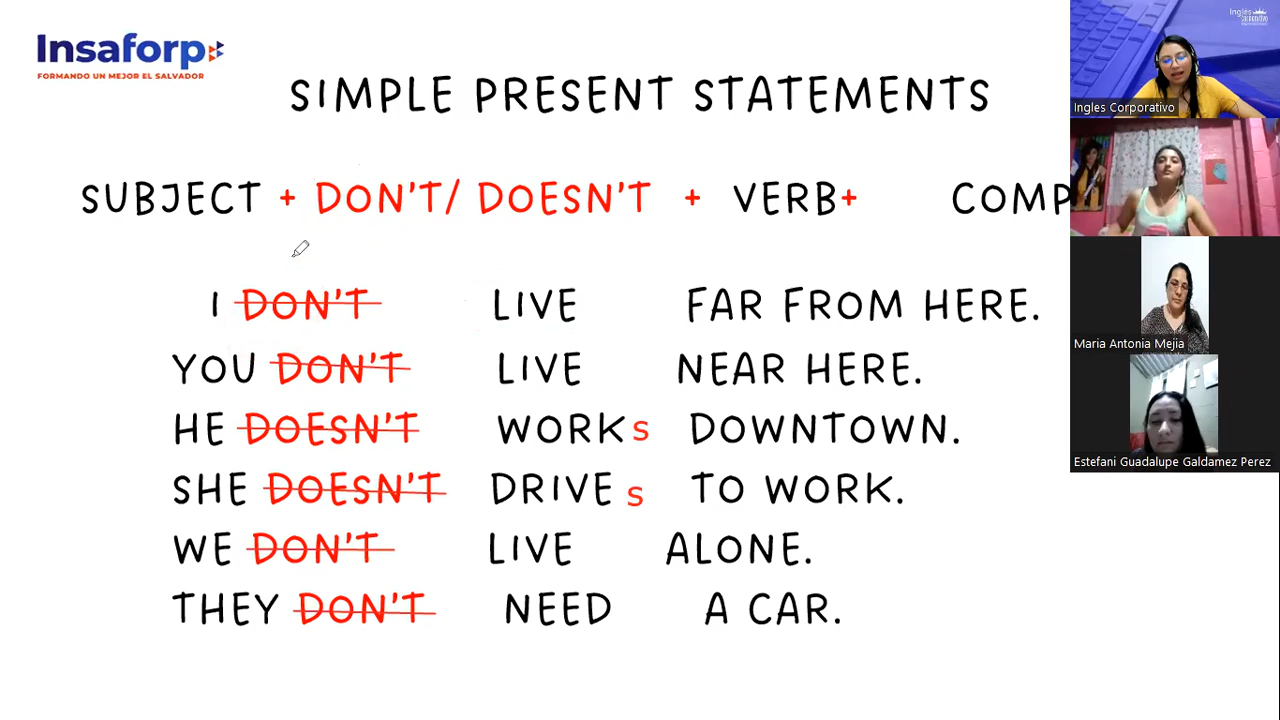 Insaforp
FORMANDO UN MEJOR EL SALVADOR
SIMPLE PRESENT STATEMENTS
SUBJECT + DON'T/ DOESN'T + VERB+ COMP
I DON'T LIVE FAR FROM HERE.
YOU DON'T LIVE NEAR HERE.
HE DOESN'T WORKs DOWNTOWN.
SHE DOESN'T DRIVE s TO WORK.
WE DON'T LIVE ALONE.
THEY DON'T NEED A CAR.
Ingles
corporativo
Ingles Corporativo
Maria Antonia Mejia
Estefani Guadalupe Galdamez Perez